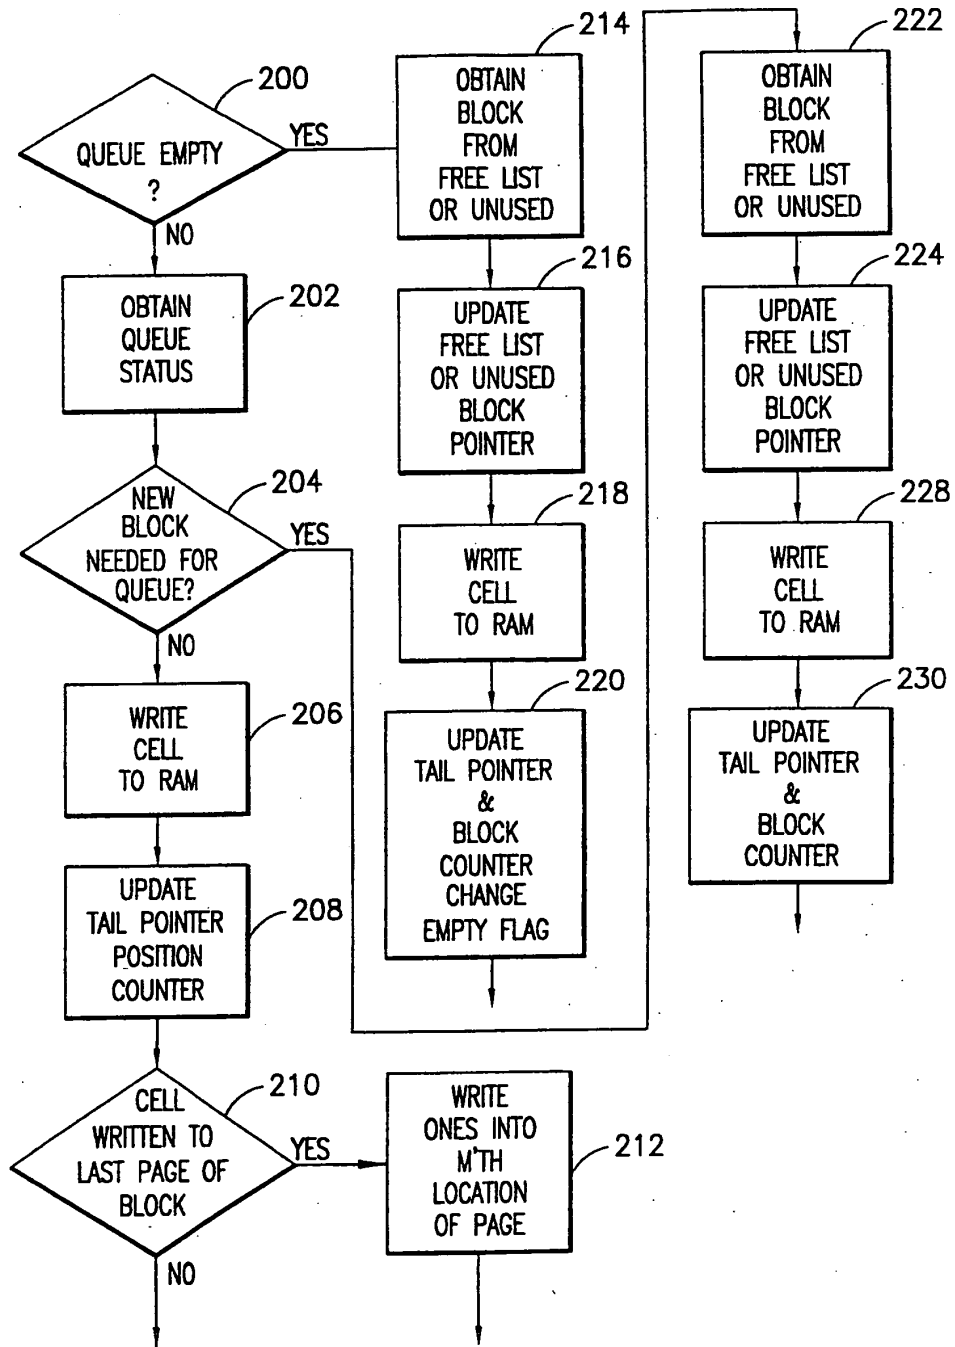 200
QUEUE EMPTY
?
YES
NO
202
OBTAIN
QUEUE
STATUS
204
NEW
BLOCK
NEEDED FOR
QUEUE?
YES
NO
206
WRITE
CELL
TO RAM
208
UPDATE
TAIL POINTER
POSITION
COUNTER
210
CELL
WRITTEN TO
LAST PAGE OF
BLOCK
YES
NO
212
WRITE
ONES INTO
M'TH
LOCATION
OF PAGE
214
OBTAIN
BLOCK
FROM
FREE LIST
OR UNUSED
216
UPDATE
FREE LIST
OR UNUSED
BLOCK
POINTER
218
WRITE
CELL
TO RAM
220
UPDATE
TAIL POINTER
&
BLOCK
COUNTER
CHANGE
EMPTY FLAG
222
OBTAIN
BLOCK
FROM
FREE LIST
OR UNUSED
224
UPDATE
FREE LIST
OR UNUSED
BLOCK
POINTER
228
WRITE
CELL
TO RAM
230
UPDATE
TAIL POINTER
&
BLOCK
COUNTER